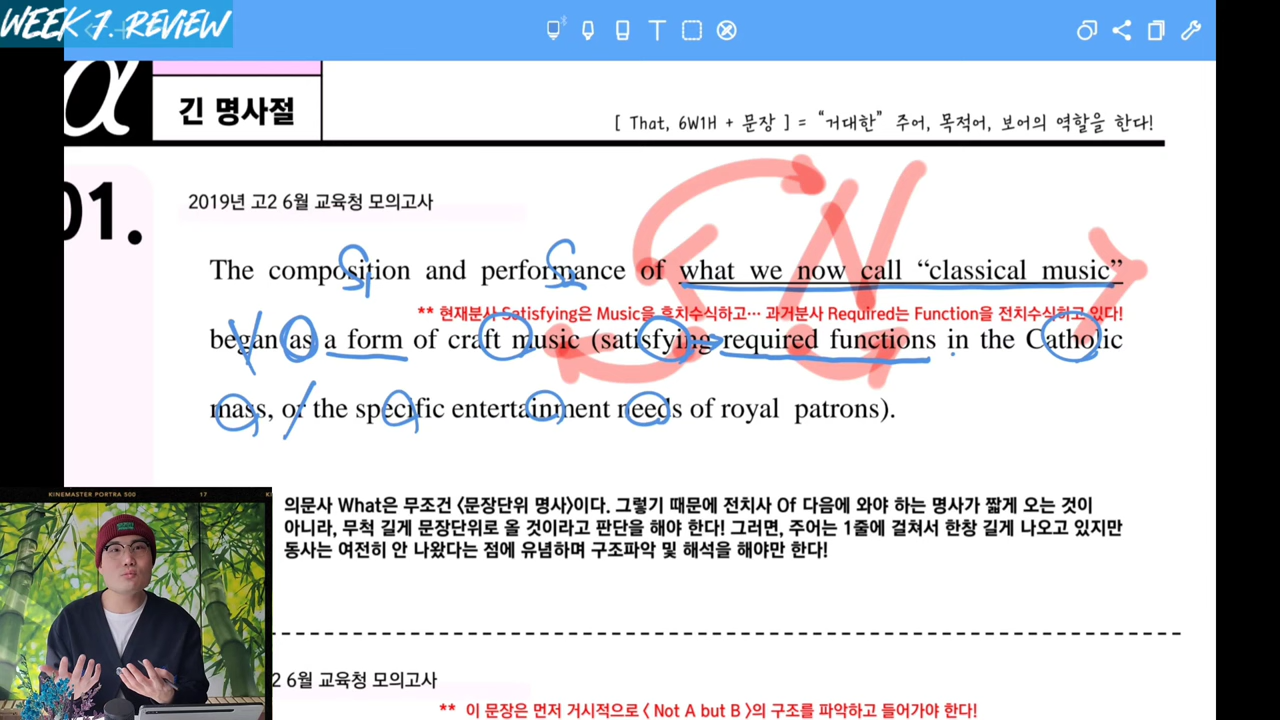 WEEK 7. REVIEW
α
긴 명사절
[ That, 6W1H + 문장 ] = “거대한” 주어, 목적어, 보어의 역할을 한다!
01.
2019년 고2 6월 교육청 모의고사
S1 S2 N
The composition and performance of what we now call “classical music”
** 현재분사 Satisfying은 Music을 후치수식하고… 과거분사 Required는 Function을 전치수식하고 있다!
V
began as a form of craft music (satisfying required functions in the Catholic
mass, or the specific entertainment needs of royal patrons).
의문사 What은 무조건 <문장단위 명사>이다. 그렇기 때문에 전치사 Of 다음에 와야 하는 명사가 짧게 오는 것이
아니라, 무척 길게 문장단위로 올 것이라고 판단을 해야 한다! 그러면, 주어는 1줄에 걸쳐서 한창 길게 나오고 있지만
동사는 여전히 안 나왔다는 점에 유념하며 구조파악 및 해석을 해야만 한다!
KINEMASTER PORTRA 500 17
2 6월 교육청 모의고사
** 이 문장은 먼저 거시적으로 < Not A but B >의 구조를 파악하고 들어가야 한다!